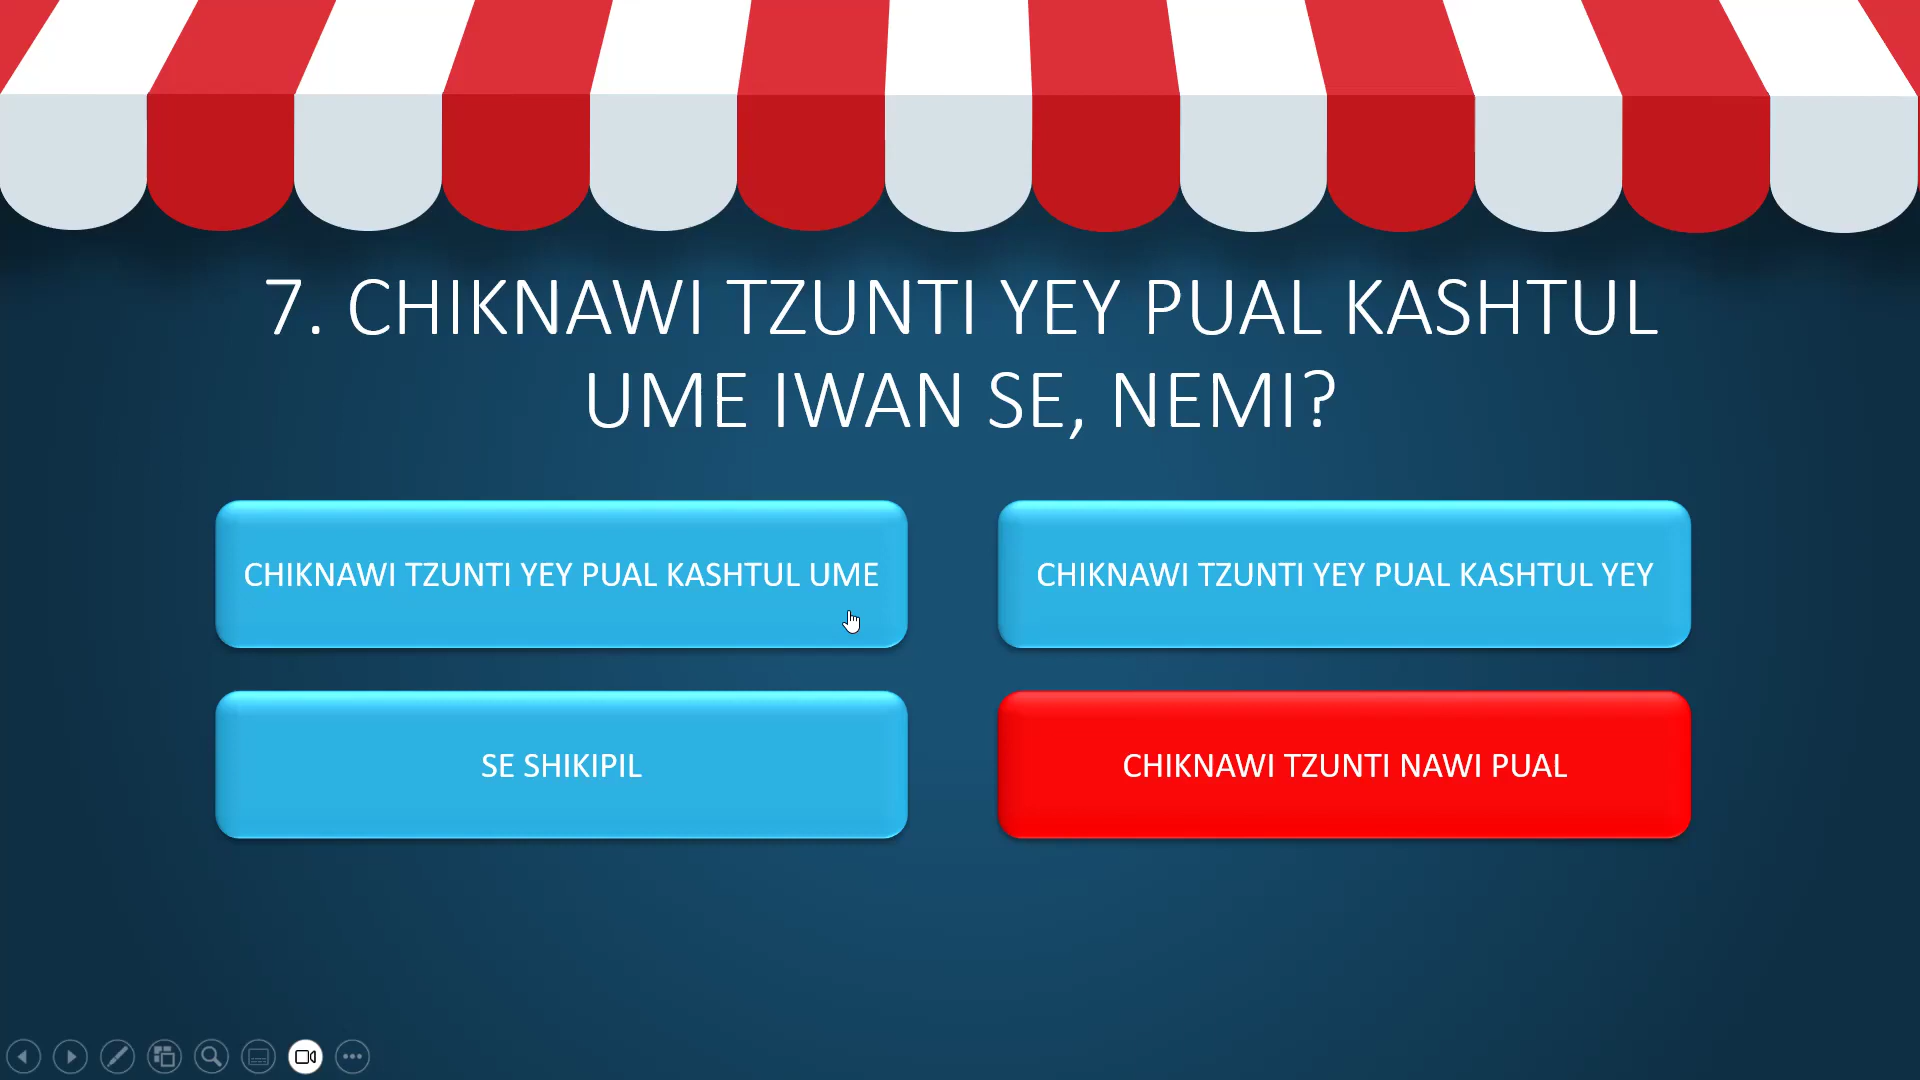 7. CHIKNAWI TZUNTI YEY PUAL KASHTUL
UME IWAN SE, NEMI?
CHIKNAWI TZUNTI YEY PUAL KASHTUL UME
CHIKNAWI TZUNTI YEY PUAL KASHTUL YEY
SE SHIKIPIL
CHIKNAWI TZUNTI NAWI PUAL